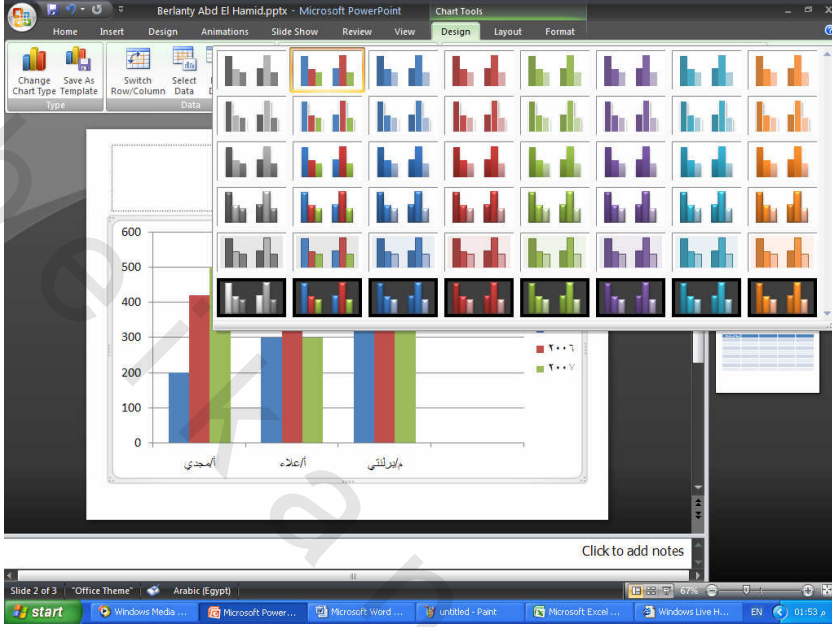 Berlanty Abd El Hamid.pptx - Microsoft PowerPoint
Chart Tools
Home Insert Design Animations Slide Show Review View Design Layout Format
Change Chart Type
Save As Template
Switch Row/Column
Select Data
Type
Data
600
500
400
300
200
100
0
٢٠٠٦
٢٠٠٧
أ/مجدي
أ/علاء
م/برلنتي
Click to add notes
Slide 2 of 3 "Office Theme" Arabic (Egypt) 67%
start Windows Media ... Microsoft Power... Microsoft Word ... untitled - Paint Microsoft Excel ... Windows Live H... EN 01:53 م